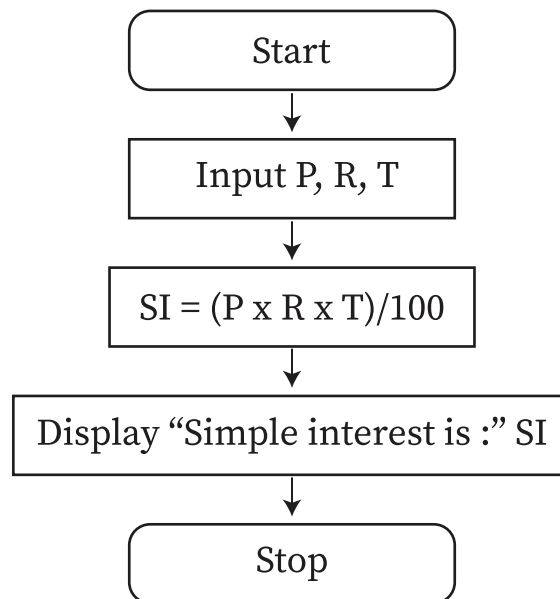 Start
Input P, R, T
SI = (P x R x T)/100
Display “Simple interest is :” SI
Stop